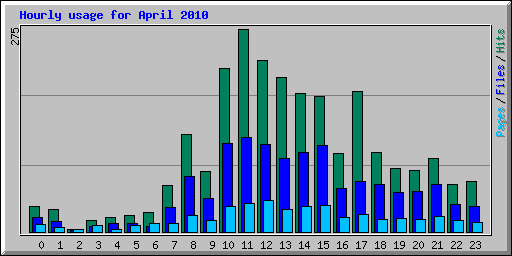 Hourly usage for April 2010
275
Pages/Files/Hits
0 1 2 3 4 5 6 7 8 9 10 11 12 13 14 15 16 17 18 19 20 21 22 23